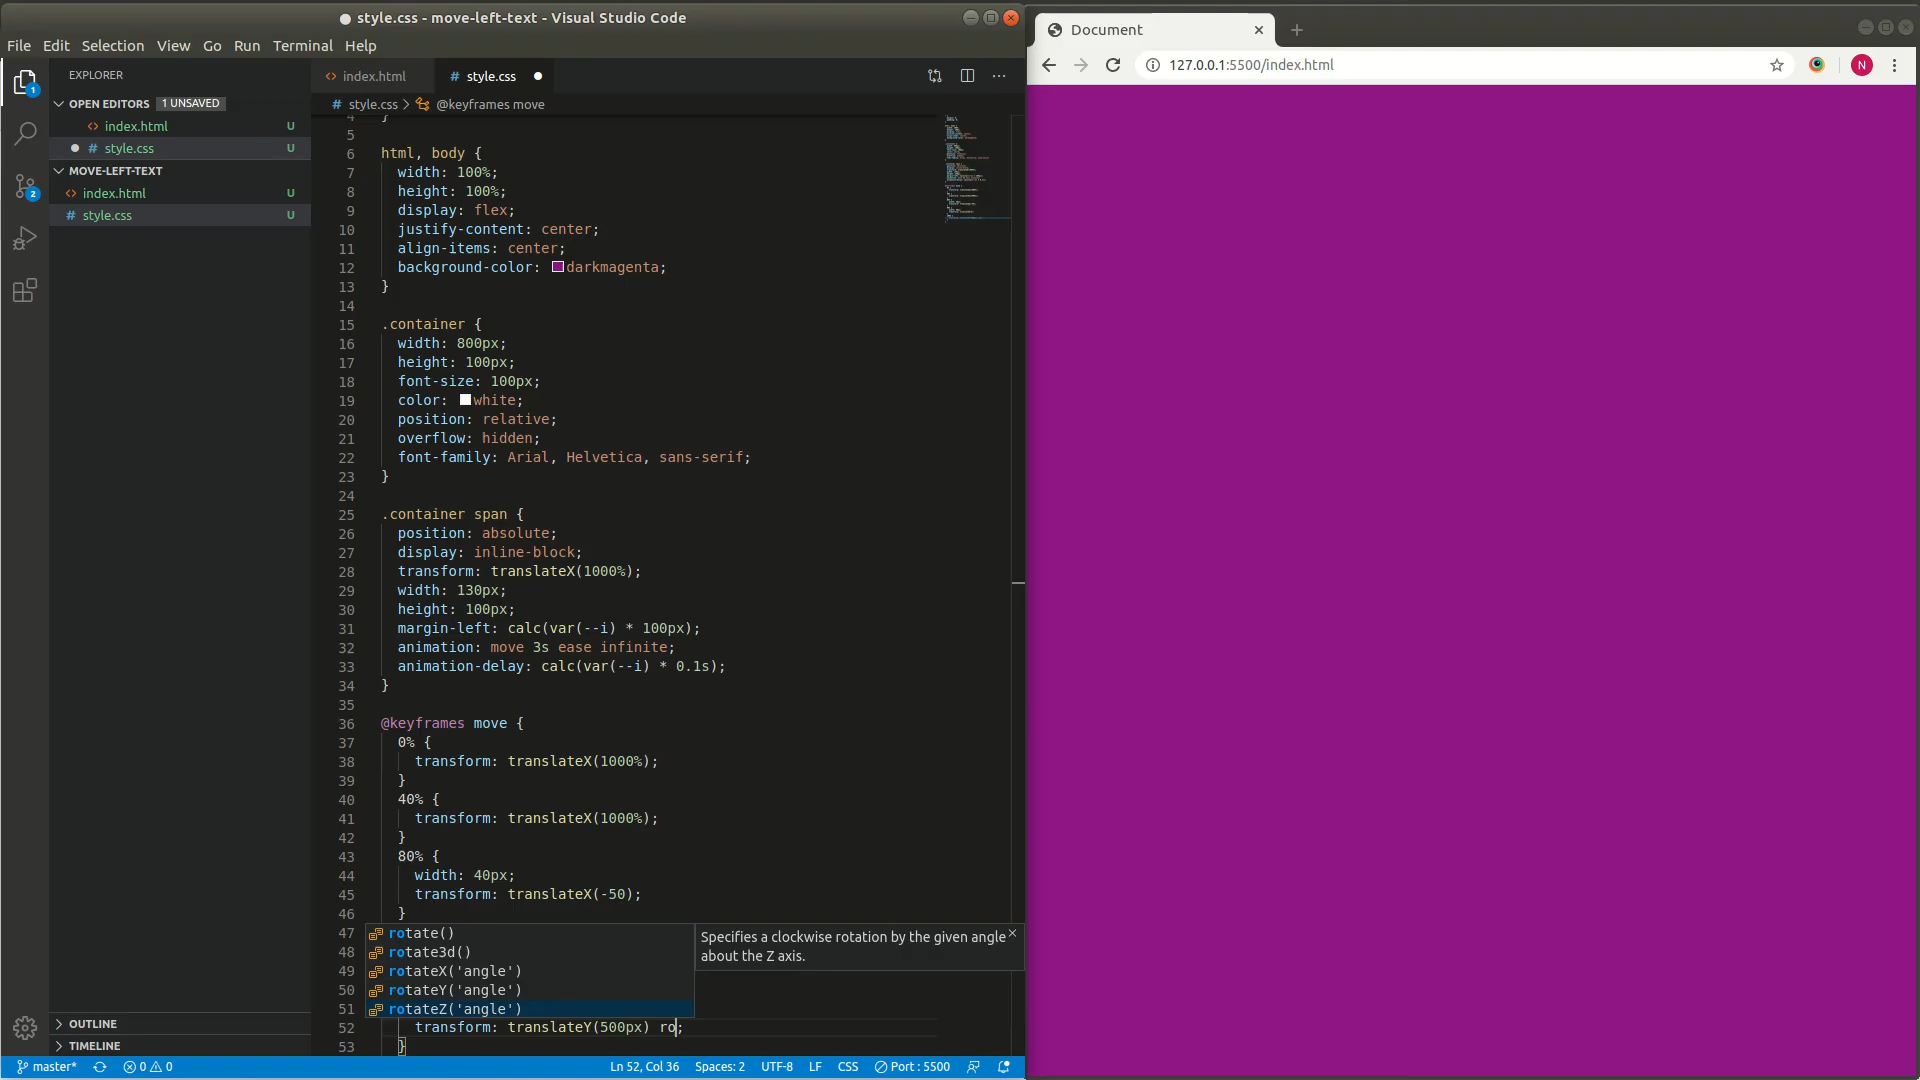 style.css - move-left-text - Visual Studio Code
File Edit Selection View Go Run Terminal Help
EXPLORER
OPEN EDITORS 1 UNSAVED
index.html U
style.css U
MOVE-LEFT-TEXT
index.html U
style.css U
OUTLINE
TIMELINE
1
2
index.html
style.css
style.css > @keyframes move
4 }
5
6 html, body {
7 width: 100%;
8 height: 100%;
9 display: flex;
10 justify-content: center;
11 align-items: center;
12 background-color: darkmagenta;
13 }
14
15 .container {
16 width: 800px;
17 height: 100px;
18 font-size: 100px;
19 color: white;
20 position: relative;
21 overflow: hidden;
22 font-family: Arial, Helvetica, sans-serif;
23 }
24
25 .container span {
26 position: absolute;
27 display: inline-block;
28 transform: translateX(1000%);
29 width: 130px;
30 height: 100px;
31 margin-left: calc(var(--i) * 100px);
32 animation: move 3s ease infinite;
33 animation-delay: calc(var(--i) * 0.1s);
34 }
35
36 @keyframes move {
37 0% {
38 transform: translateX(1000%);
39 }
40 40% {
41 transform: translateX(1000%);
42 }
43 80% {
44 width: 40px;
45 transform: translateX(-50);
46 }
47 rotate()
48 rotate3d()
49 rotateX('angle')
50 rotateY('angle')
51 rotateZ('angle')
52 transform: translateY(500px) ro;
53 }
Specifies a clockwise rotation by the given angle
about the Z axis.
master* 0 0 Ln 52, Col 36 Spaces: 2 UTF-8 LF CSS Port : 5500
Document
127.0.0.1:5500/index.html
N